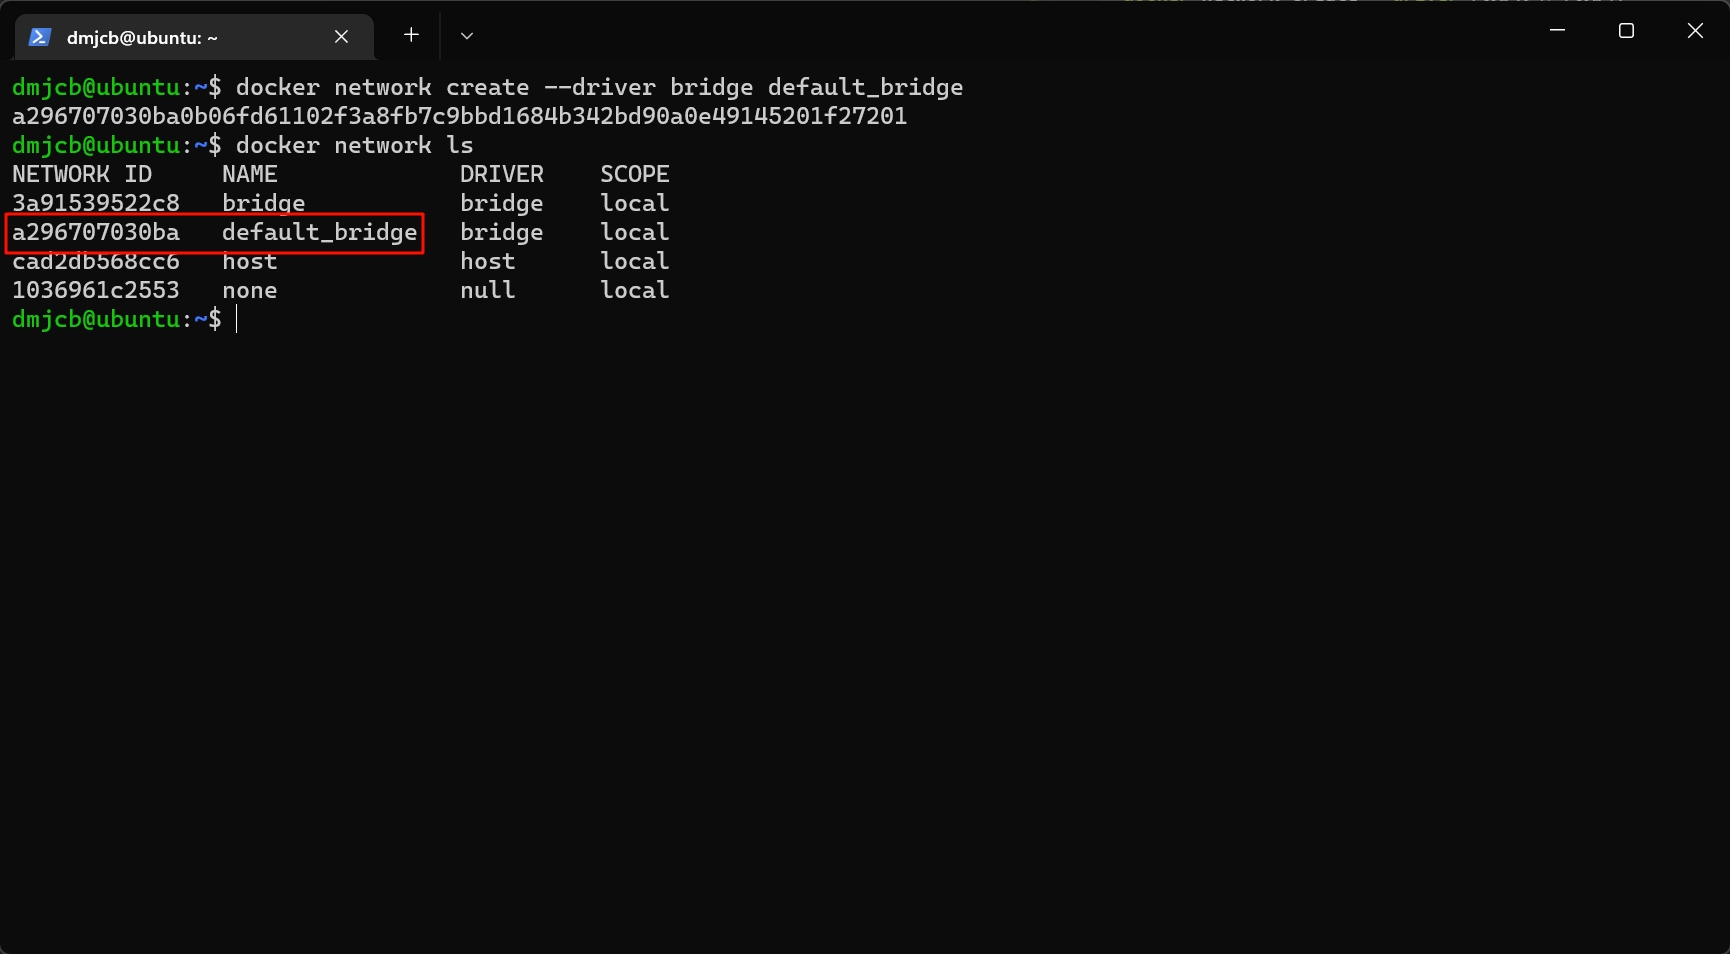 dmjcb@ubuntu: ~
dmjcb@ubuntu:~$ docker network create --driver bridge default_bridge
a296707030ba0b06fd61102f3a8fb7c9bbd1684b342bd90a0e49145201f27201
dmjcb@ubuntu:~$ docker network ls
NETWORK ID     NAME             DRIVER    SCOPE
3a91539522c8   bridge           bridge    local
a296707030ba   default_bridge   bridge    local
cad2db568cc6   host             host      local
1036961c2553   none             null      local
dmjcb@ubuntu:~$